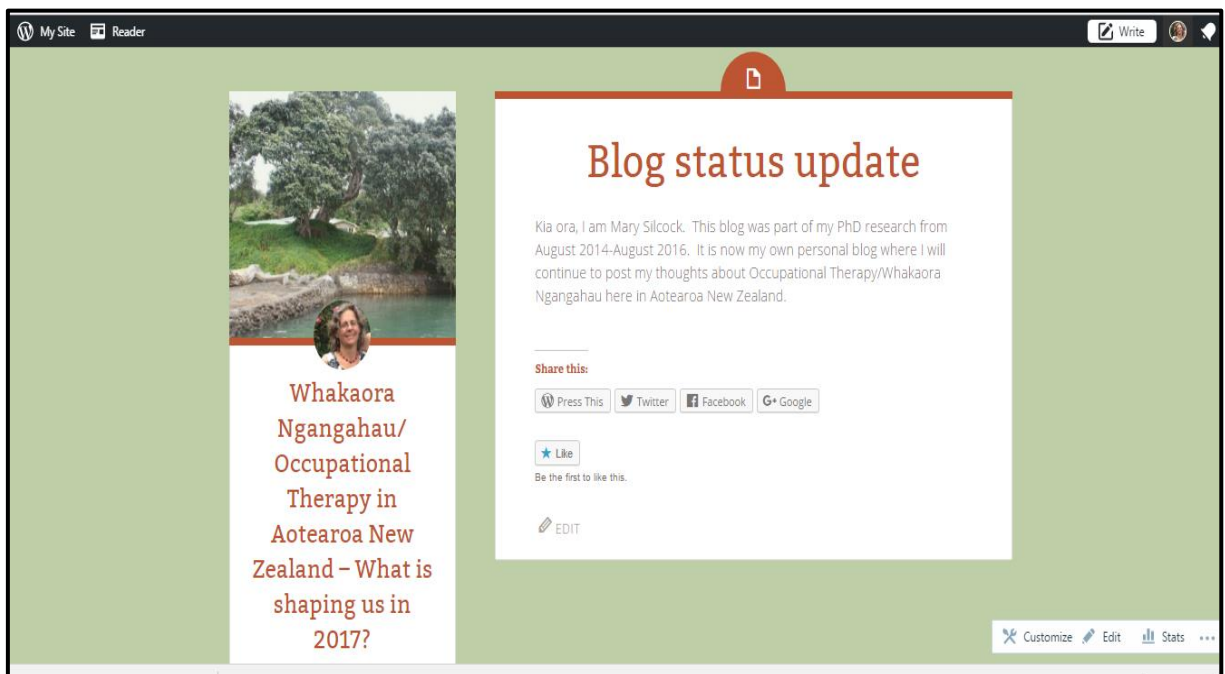 My Site Reader Write
Blog status update
Kia ora, I am Mary Silcock. This blog was part of my PhD research from
August 2014-August 2016. It is now my own personal blog where I will
continue to post my thoughts about Occupational Therapy/Whakaora
Ngangahau here in Aotearoa New Zealand.
Share this:
Press This Twitter Facebook G+ Google
Like
Be the first to like this.
EDIT
Whakaora
Ngangahau/
Occupational
Therapy in
Aotearoa New
Zealand – What is
shaping us in
2017?
Customize Edit Stats ...